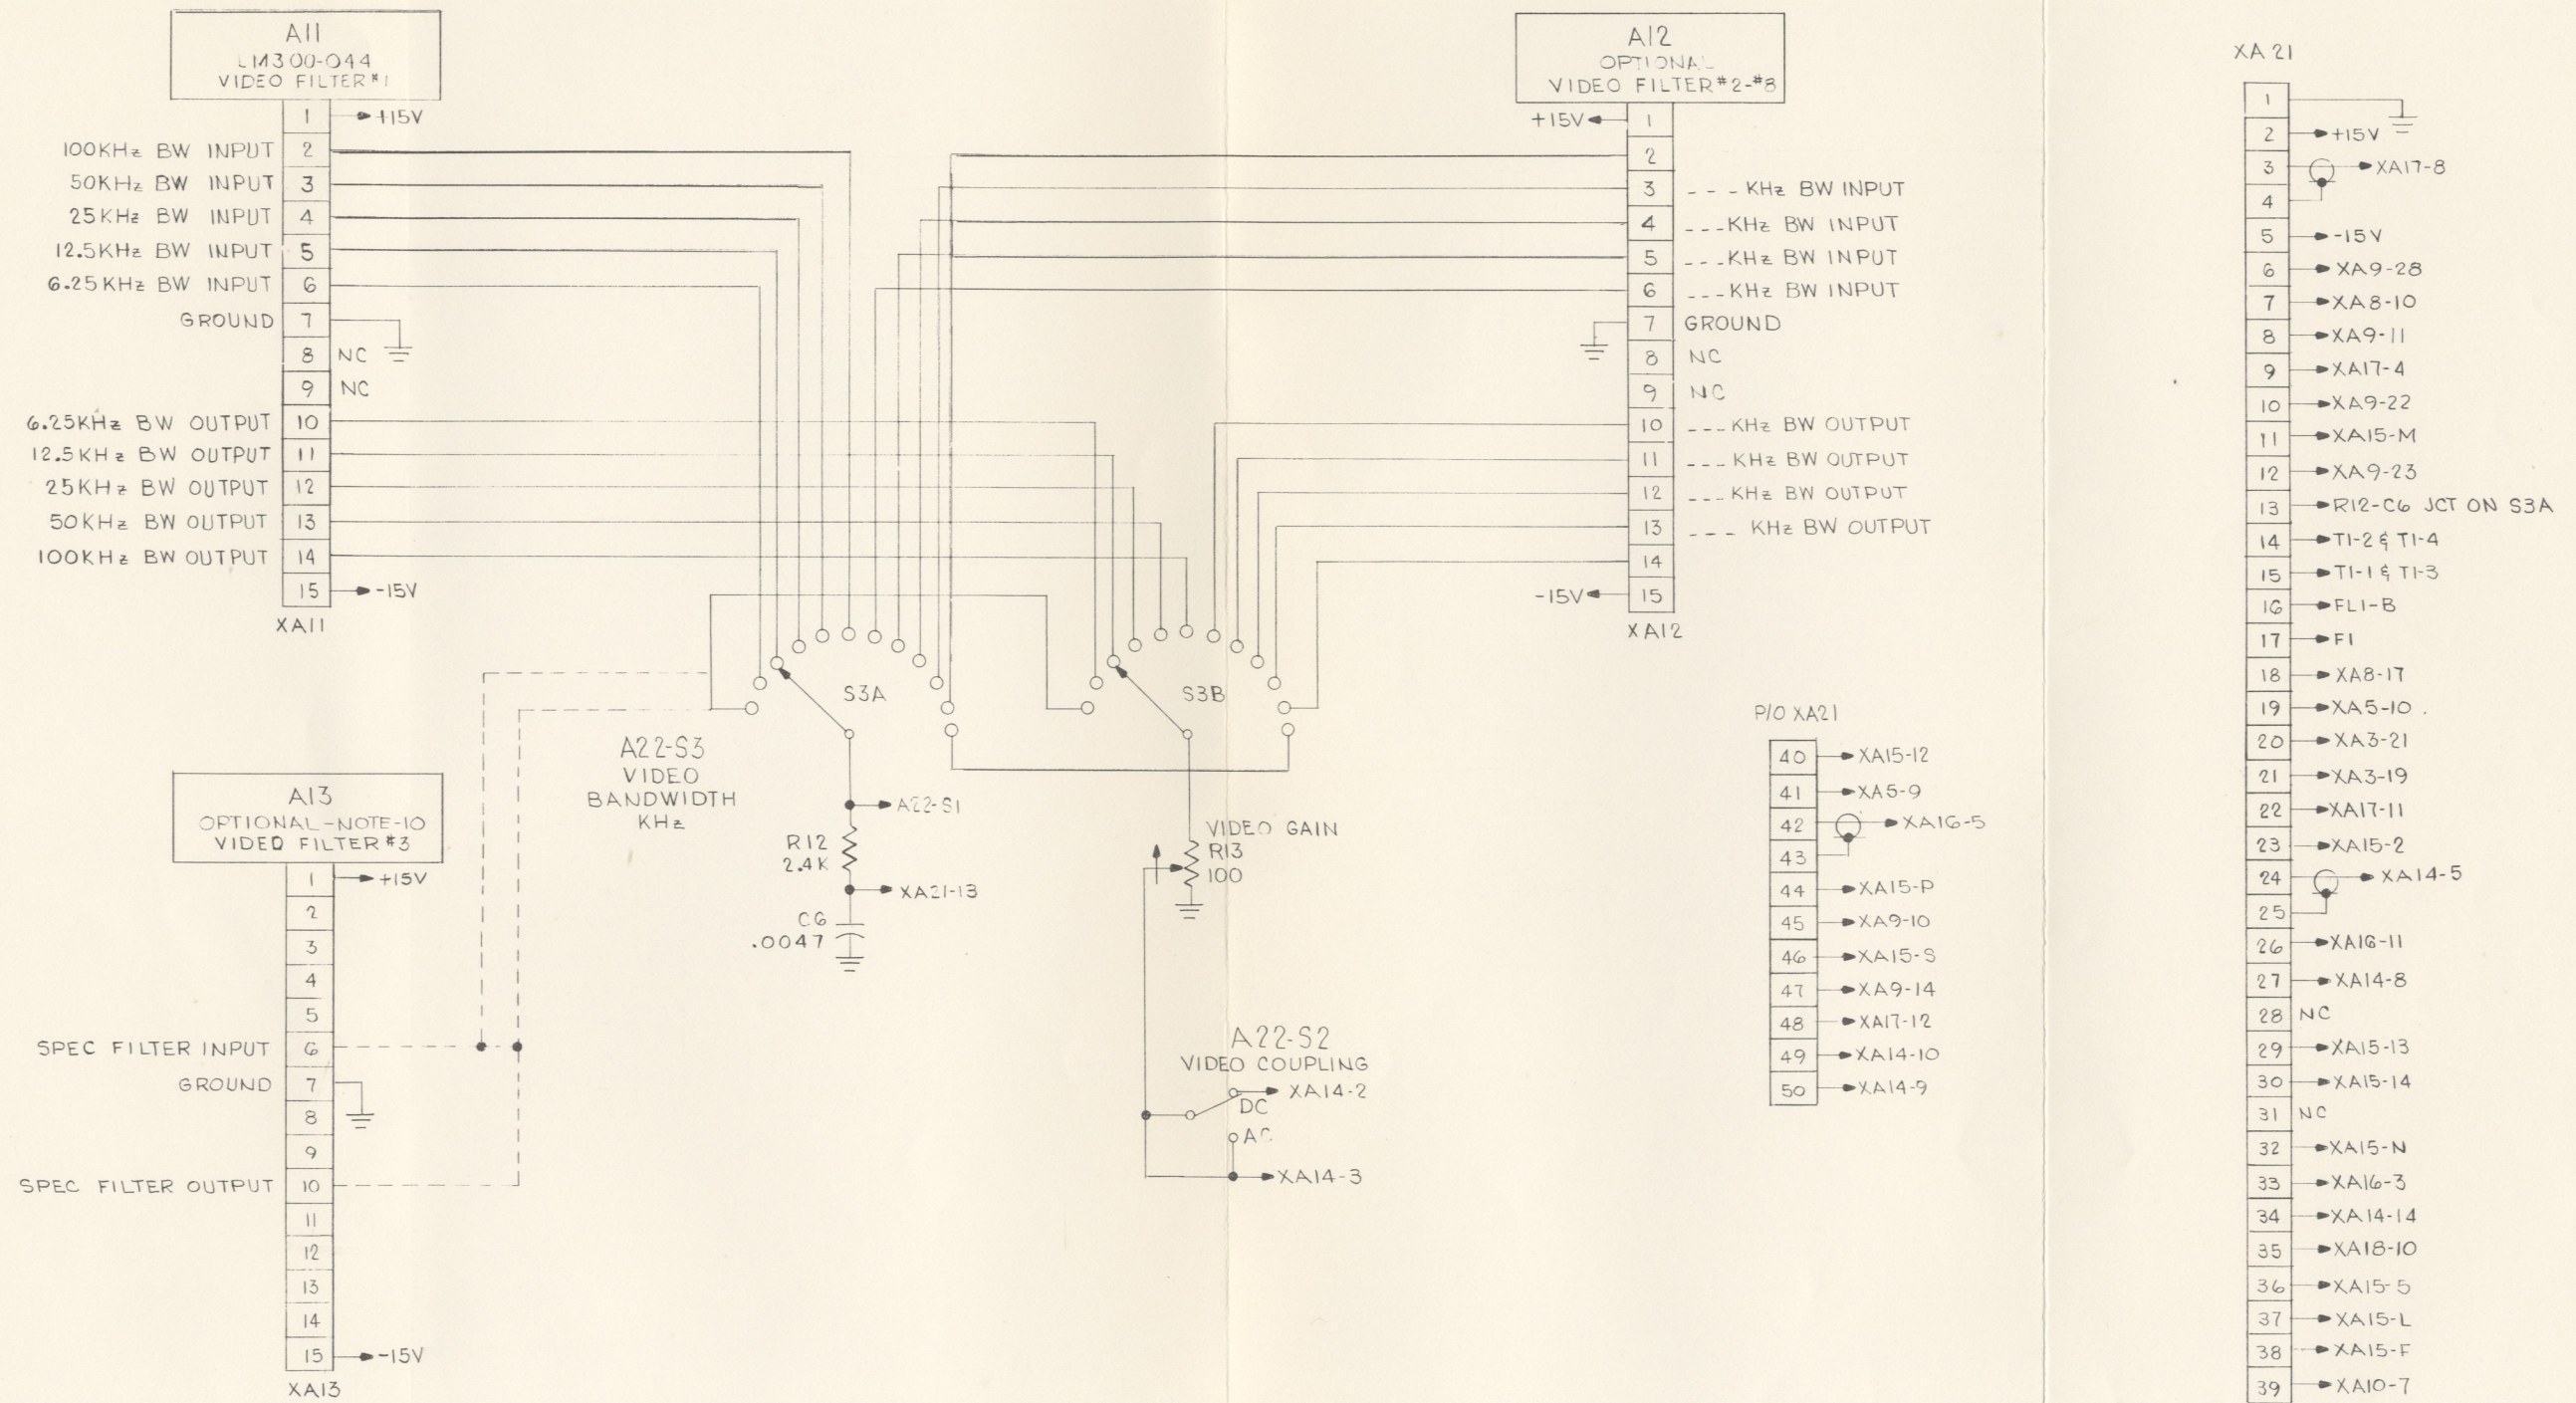 A11
LM300-044
VIDEO FILTER #1
1 +15V
100KHz BW INPUT 2
50KHz BW INPUT 3
25KHz BW INPUT 4
12.5KHz BW INPUT 5
6.25KHz BW INPUT 6
GROUND 7
8 NC
9 NC
6.25KHz BW OUTPUT 10
12.5KHz BW OUTPUT 11
25KHz BW OUTPUT 12
50KHz BW OUTPUT 13
100KHz BW OUTPUT 14
15 -15V
XA11
A12
OPTIONAL
VIDEO FILTER #2-#8
+15V 1
2
3 --- KHz BW INPUT
4 ---KHz BW INPUT
5 ---KHz BW INPUT
6 ---KHz BW INPUT
7 GROUND
8 NC
9 NC
10 ---KHz BW OUTPUT
11 ---KHz BW OUTPUT
12 ---KHz BW OUTPUT
13 --- KHz BW OUTPUT
14
-15V 15
XA12
S3A
S3B
A22-S3
VIDEO
BANDWIDTH
KHz
A22-S1
R12
2.4K
XA21-13
C6
.0047
VIDEO GAIN
R13
100
A22-S2
VIDEO COUPLING
XA14-2
DC
AC
XA14-3
A13
OPTIONAL-NOTE-10
VIDEO FILTER #3
1 +15V
2
3
4
5
SPEC FILTER INPUT 6
GROUND 7
8
9
SPEC FILTER OUTPUT 10
11
12
13
14
15 -15V
XA13
P/O XA21
40 XA15-12
41 XA5-9
42 XA16-5
43
44 XA15-P
45 XA9-10
46 XA15-S
47 XA9-14
48 XA17-12
49 XA14-10
50 XA14-9
XA21
1
2 +15V
3 XA17-8
4
5 -15V
6 XA9-28
7 XA8-10
8 XA9-11
9 XA17-4
10 XA9-22
11 XA15-M
12 XA9-23
13 R12-C6 JCT ON S3A
14 T1-2 & T1-4
15 T1-1 & T1-3
16 FL1-B
17 F1
18 XA8-17
19 XA5-10
20 XA3-21
21 XA3-19
22 XA17-11
23 XA15-2
24 XA14-5
25
26 XA16-11
27 XA14-8
28 NC
29 XA15-13
30 XA15-14
31 NC
32 XA15-N
33 XA16-3
34 XA14-14
35 XA18-10
36 XA15-5
37 XA15-L
38 XA15-F
39 XA10-7